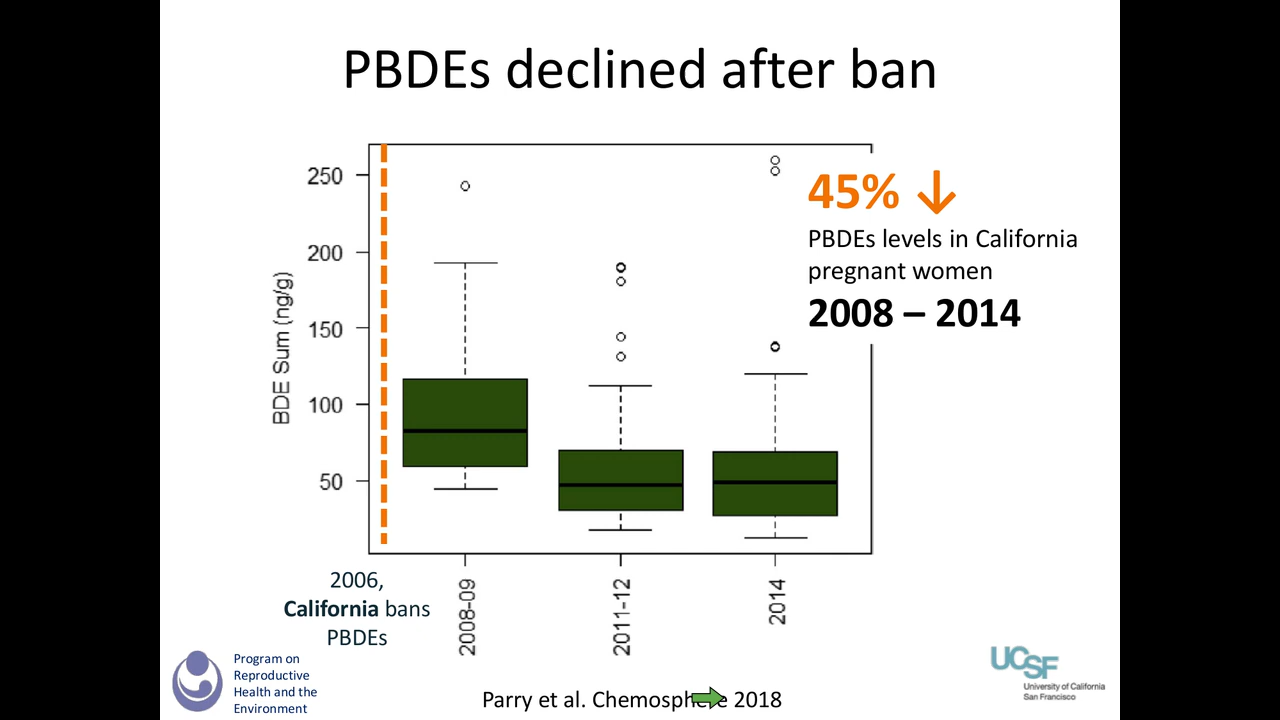 PBDEs declined after ban
250
200
150
100
50
BDE Sum (ng/g)
45% ↓
PBDEs levels in California
pregnant women
2008 – 2014
2008-09
2011-12
2014
2006,
California bans
PBDEs
Program on
Reproductive
Health and the
Environment
Parry et al. Chemosphere 2018
UCSF
University of California
San Francisco